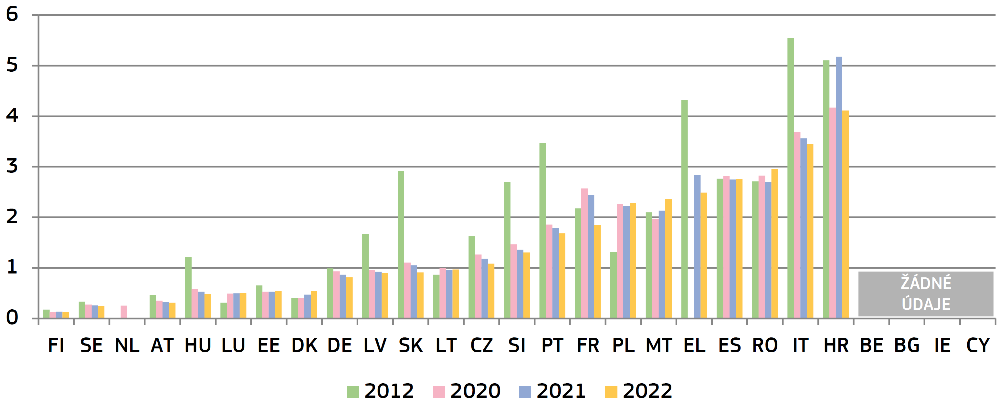 6
5
4
3
2
1
0
ŽÁDNÉ
ÚDAJE
FI SE NL AT HU LU EE DK DE LV SK LT CZ SI PT FR PL MT EL ES RO IT HR BE BG IE CY
2012 2020 2021 2022